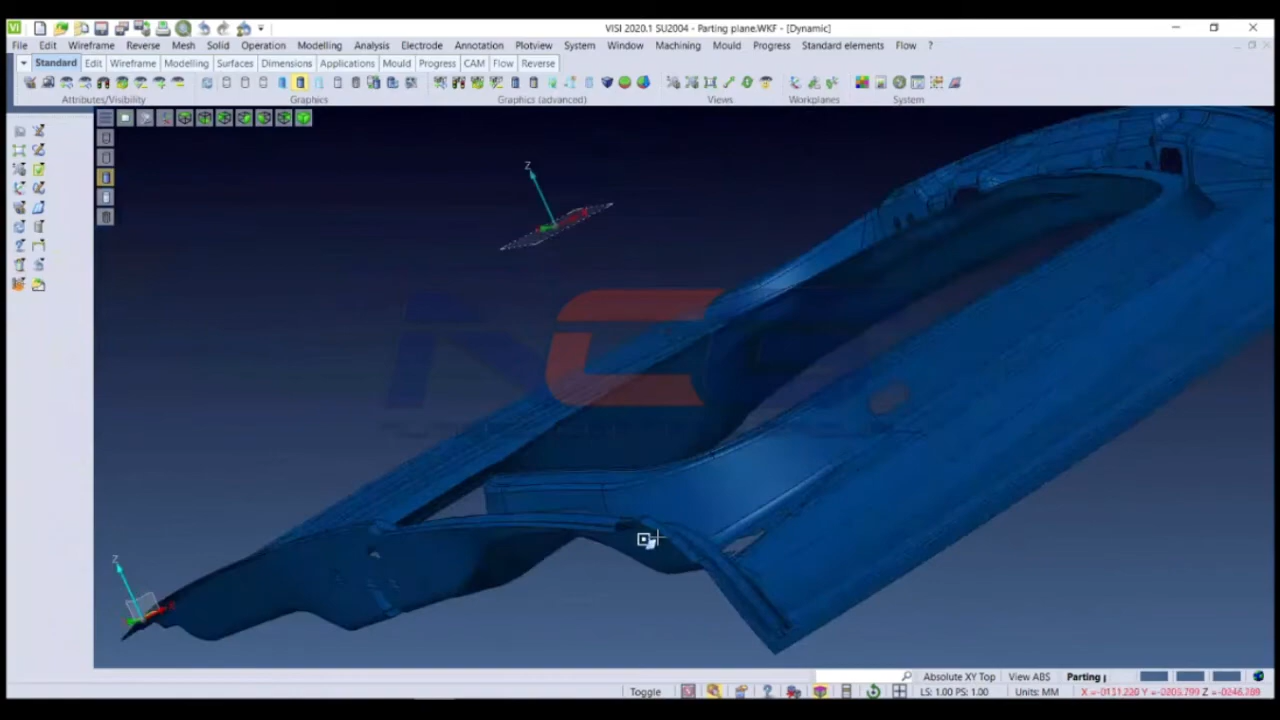 VISI 2020.1 SU2004 - Parting plane.WKF - [Dynamic]
File Edit Wireframe Reverse Mesh Solid Operation Modelling Analysis Electrode Annotation Plotview System Window Machining Mould Progress Standard elements Flow ?
Standard Edit Wireframe Modelling Surfaces Dimensions Applications Mould Progress CAM Flow Reverse
Attributes/Visibility Graphics Graphics (advanced) Views Workplanes System
Z
NCC
Z
Absolute XY Top View ABS Parting
Toggle LS: 1.00 PS: 1.00 Units: MM X =-0131.220 Y =-0205.799 Z =-0246.289